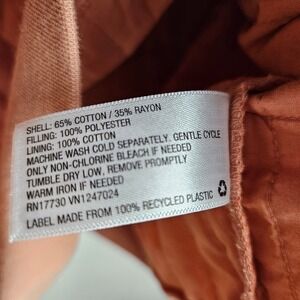 SHELL: 65% COTTON / 35% RAYON
FILLING: 100% POLYESTER
LINING: 100% COTTON
MACHINE WASH COLD SEPARATELY, GENTLE CYCLE
ONLY NON-CHLORINE BLEACH IF NEEDED
TUMBLE DRY LOW, REMOVE PROMPTLY
WARM IRON IF NEEDED
RN17730 VN1247024
LABEL MADE FROM 100% RECYCLED PLASTIC